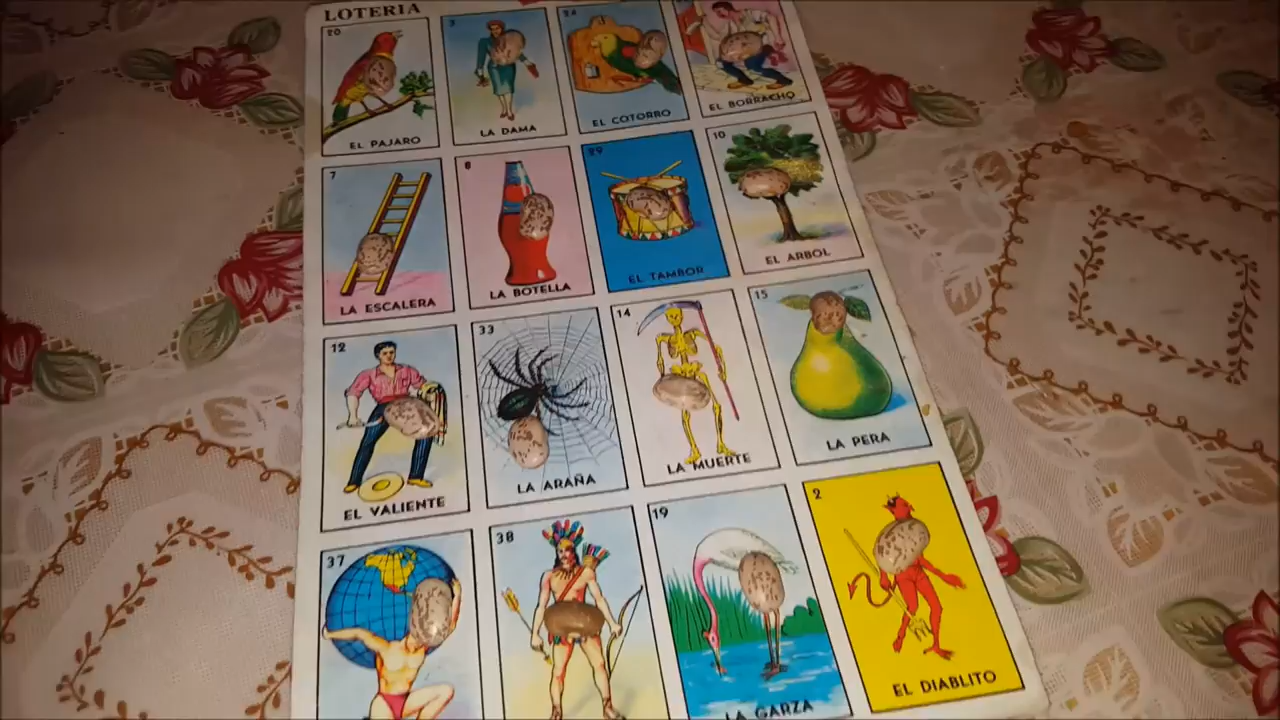 LOTERIA
20
EL PAJARO
3
LA DAMA
24
EL COTORRO
EL BORRACHO
7
LA ESCALERA
8
LA BOTELLA
29
EL TAMBOR
10
EL ARBOL
12
EL VALIENTE
33
LA ARAÑA
14
LA MUERTE
15
LA PERA
37
38
19
LA GARZA
2
EL DIABLITO